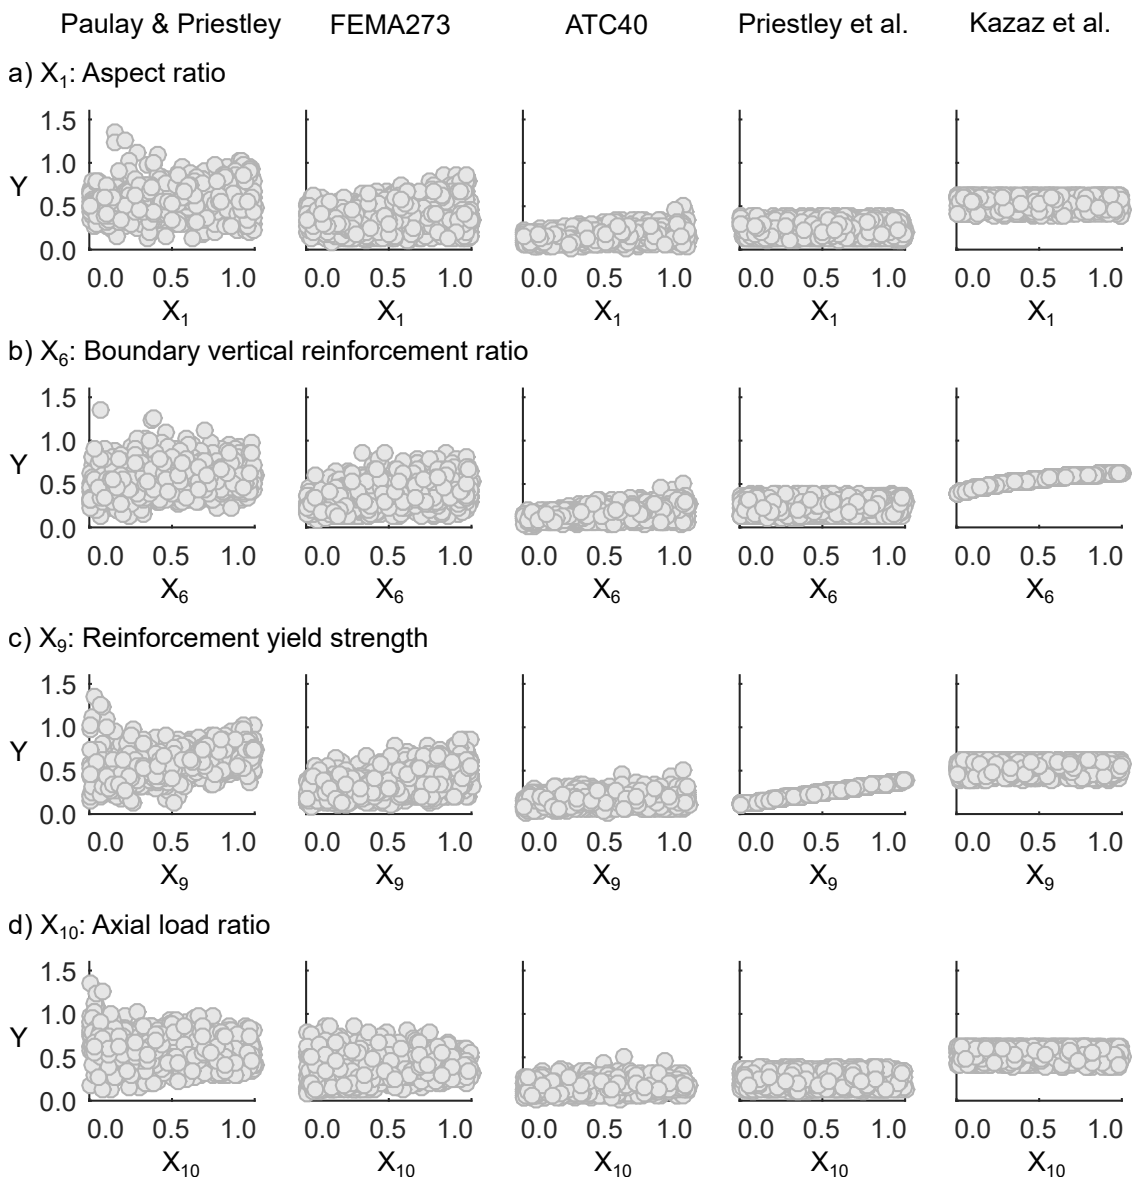 Paulay & Priestley FEMA273 ATC40 Priestley et al. Kazaz et al.
a) X1: Aspect ratio
1.5
1.0
Y
0.5
0.0
0.0 0.5 1.0 0.0 0.5 1.0 0.0 0.5 1.0 0.0 0.5 1.0 0.0 0.5 1.0
X1 X1 X1 X1 X1
b) X6: Boundary vertical reinforcement ratio
1.5
1.0
Y
0.5
0.0
0.0 0.5 1.0 0.0 0.5 1.0 0.0 0.5 1.0 0.0 0.5 1.0 0.0 0.5 1.0
X6 X6 X6 X6 X6
c) X9: Reinforcement yield strength
1.5
1.0
Y
0.5
0.0
0.0 0.5 1.0 0.0 0.5 1.0 0.0 0.5 1.0 0.0 0.5 1.0 0.0 0.5 1.0
X9 X9 X9 X9 X9
d) X10: Axial load ratio
1.5
1.0
Y
0.5
0.0
0.0 0.5 1.0 0.0 0.5 1.0 0.0 0.5 1.0 0.0 0.5 1.0 0.0 0.5 1.0
X10 X10 X10 X10 X10